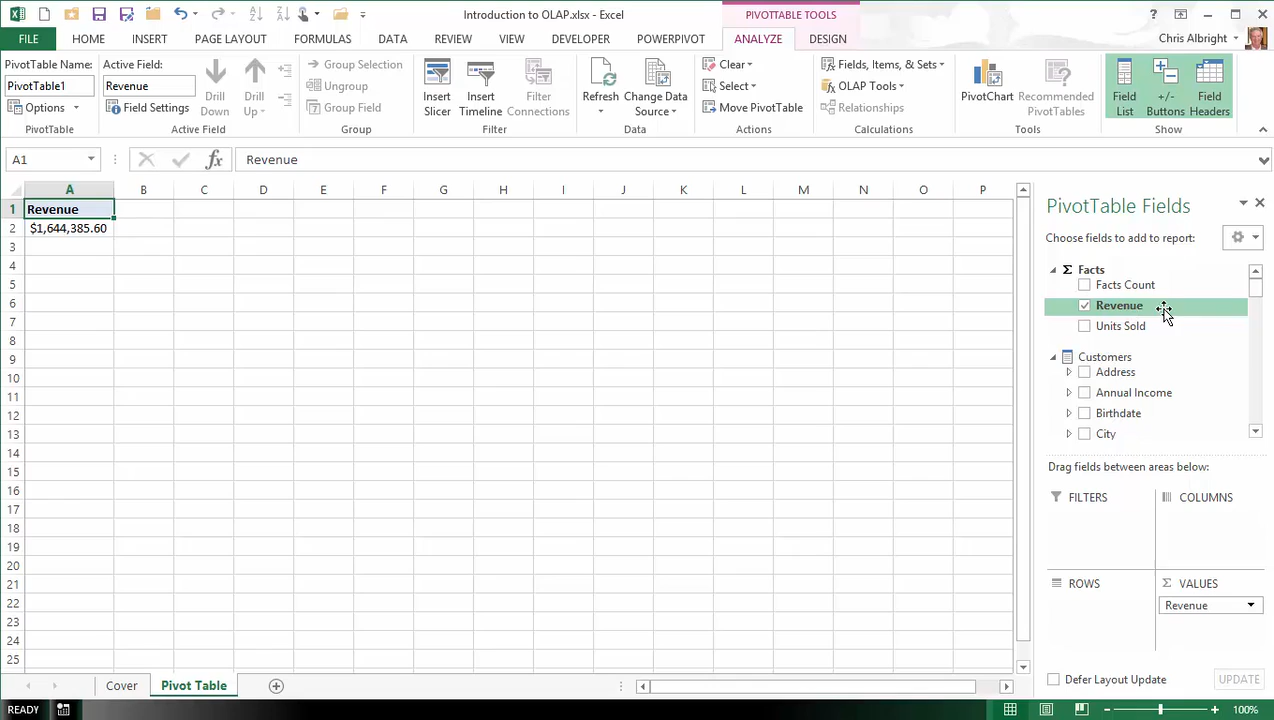 Introduction to OLAP.xlsx - Excel
PIVOTTABLE TOOLS
?
FILE
HOME
INSERT
PAGE LAYOUT
FORMULAS
DATA
REVIEW
VIEW
DEVELOPER
POWERPIVOT
ANALYZE
DESIGN
Chris Albright
PivotTable Name:
PivotTable1
Options
PivotTable
Active Field:
Revenue
Field Settings
Drill
Down
Drill
Up
Active Field
Group Selection
Ungroup
Group Field
Group
Insert
Slicer
Insert
Timeline
Filter
Connections
Filter
Refresh
Change Data
Source
Data
Clear
Select
Move PivotTable
Actions
Fields, Items, & Sets
OLAP Tools
Relationships
Calculations
PivotChart
Recommended
PivotTables
Tools
Field
List
+/-
Buttons
Field
Headers
Show
A1
fx
Revenue
A B C D E F G H I J K L M N O P
1 Revenue
2 $1,644,385.60
3
4
5
6
7
8
9
10
11
12
13
14
15
16
17
18
19
20
21
22
23
24
25
PivotTable Fields
Choose fields to add to report:
Σ Facts
Facts Count
Revenue
Units Sold
Customers
Address
Annual Income
Birthdate
City
Drag fields between areas below:
FILTERS
COLUMNS
ROWS
Σ VALUES
Revenue
Defer Layout Update
UPDATE
Cover
Pivot Table
READY
100%